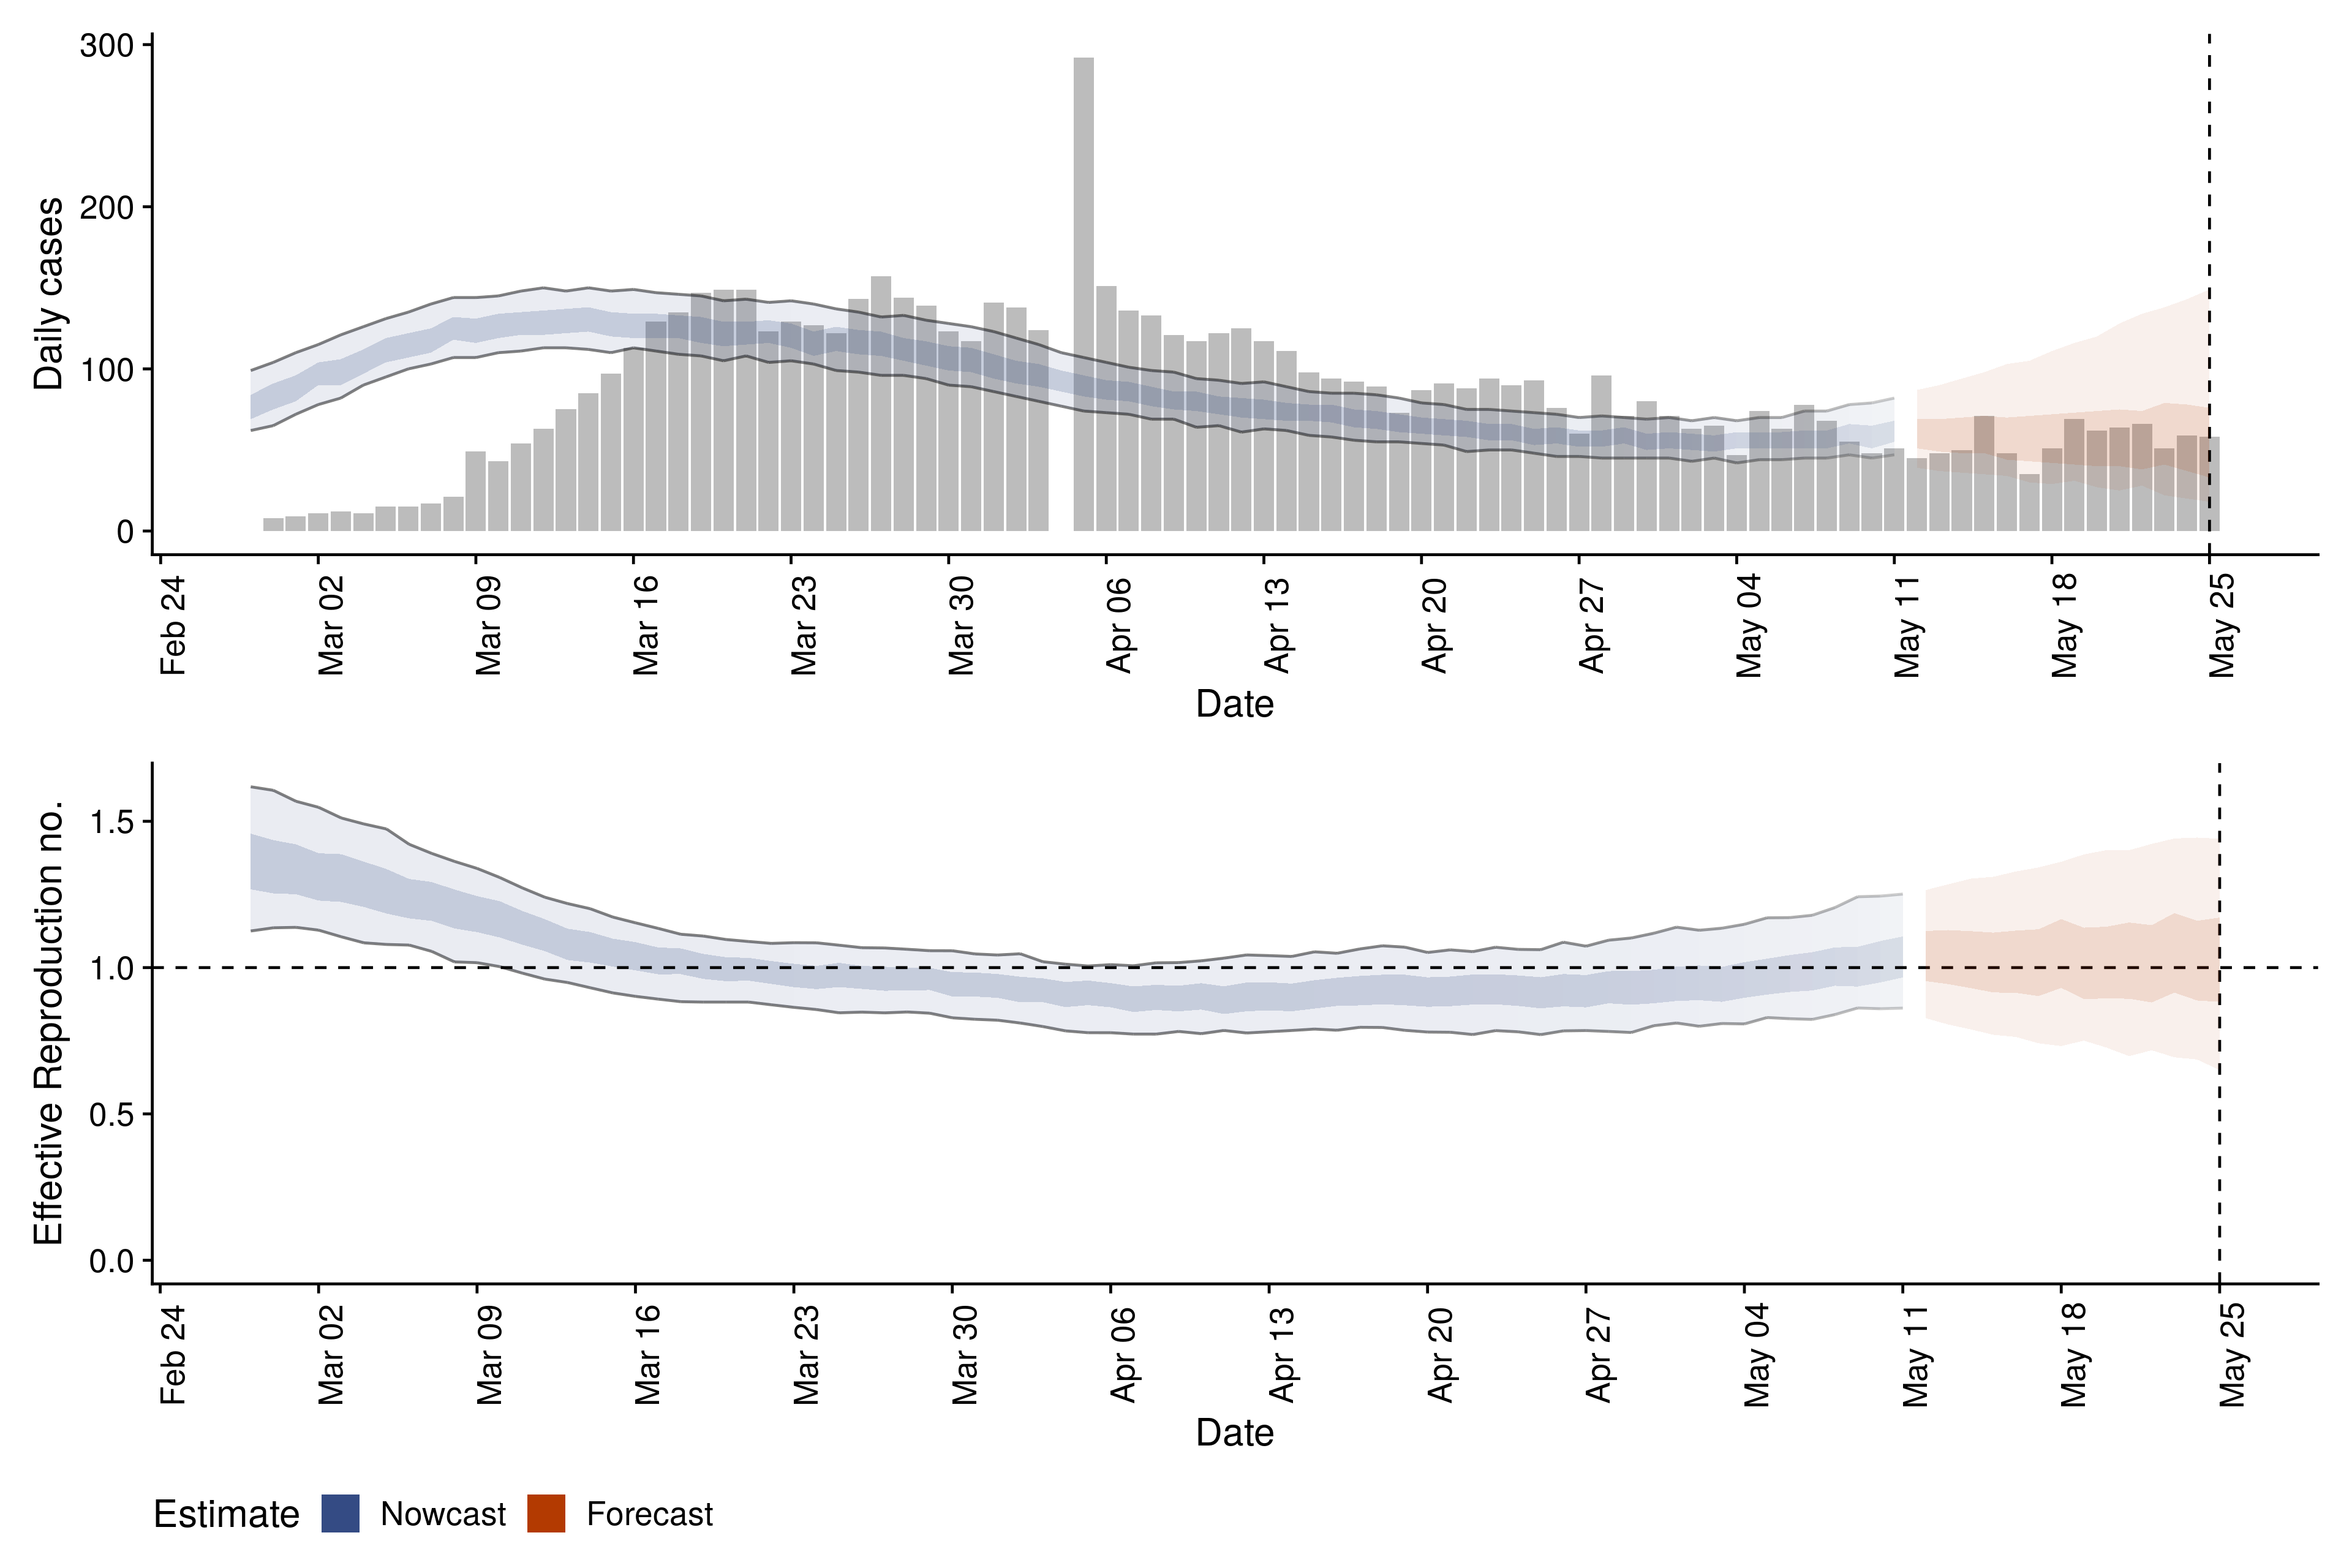 Daily cases
300
200
100
0
Feb 24
Mar 02
Mar 09
Mar 16
Mar 23
Mar 30
Apr 06
Apr 13
Apr 20
Apr 27
May 04
May 11
May 18
May 25
Date
Effective Reproduction no.
1.5
1.0
0.5
0.0
Feb 24
Mar 02
Mar 09
Mar 16
Mar 23
Mar 30
Apr 06
Apr 13
Apr 20
Apr 27
May 04
May 11
May 18
May 25
Date
Estimate Nowcast Forecast